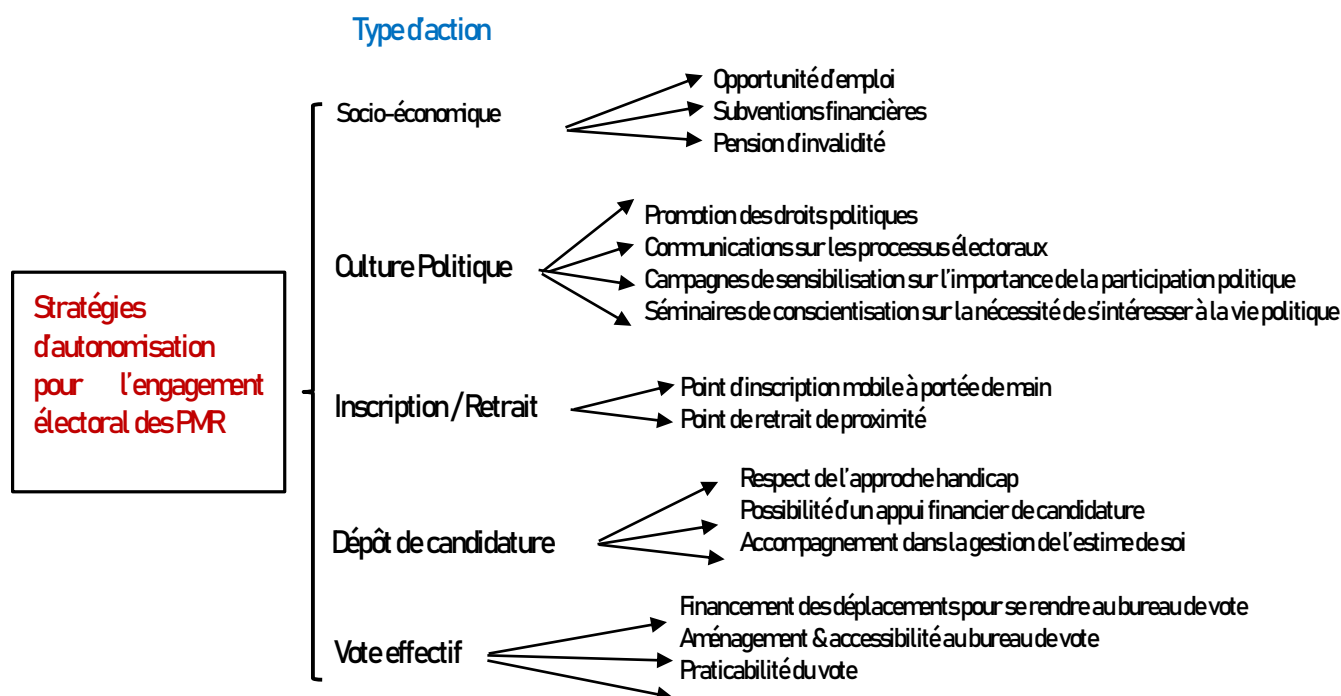 Type d'action
Socio-économique
Opportunité d'emploi
Subventions financières
Pension d'invalidité
Culture Politique
Promotion des droits politiques
Communications sur les processus électoraux
Campagnes de sensibilisation sur l'importance de la participation politique
Séminaires de conscientisation sur la nécessité de s'intéresser à la vie politique
Stratégies
d'autonomisation
pour l'engagement
électoral des PMR
Inscription / Retrait
Point d'inscription mobile à portée de main
Point de retrait de proximité
Dépôt de candidature
Respect de l'approche handicap
Possibilité d'un appui financier de candidature
Accompagnement dans la gestion de l'estime de soi
Vote effectif
Financement des déplacements pour se rendre au bureau de vote
Aménagement & accessibilité au bureau de vote
Praticabilité du vote